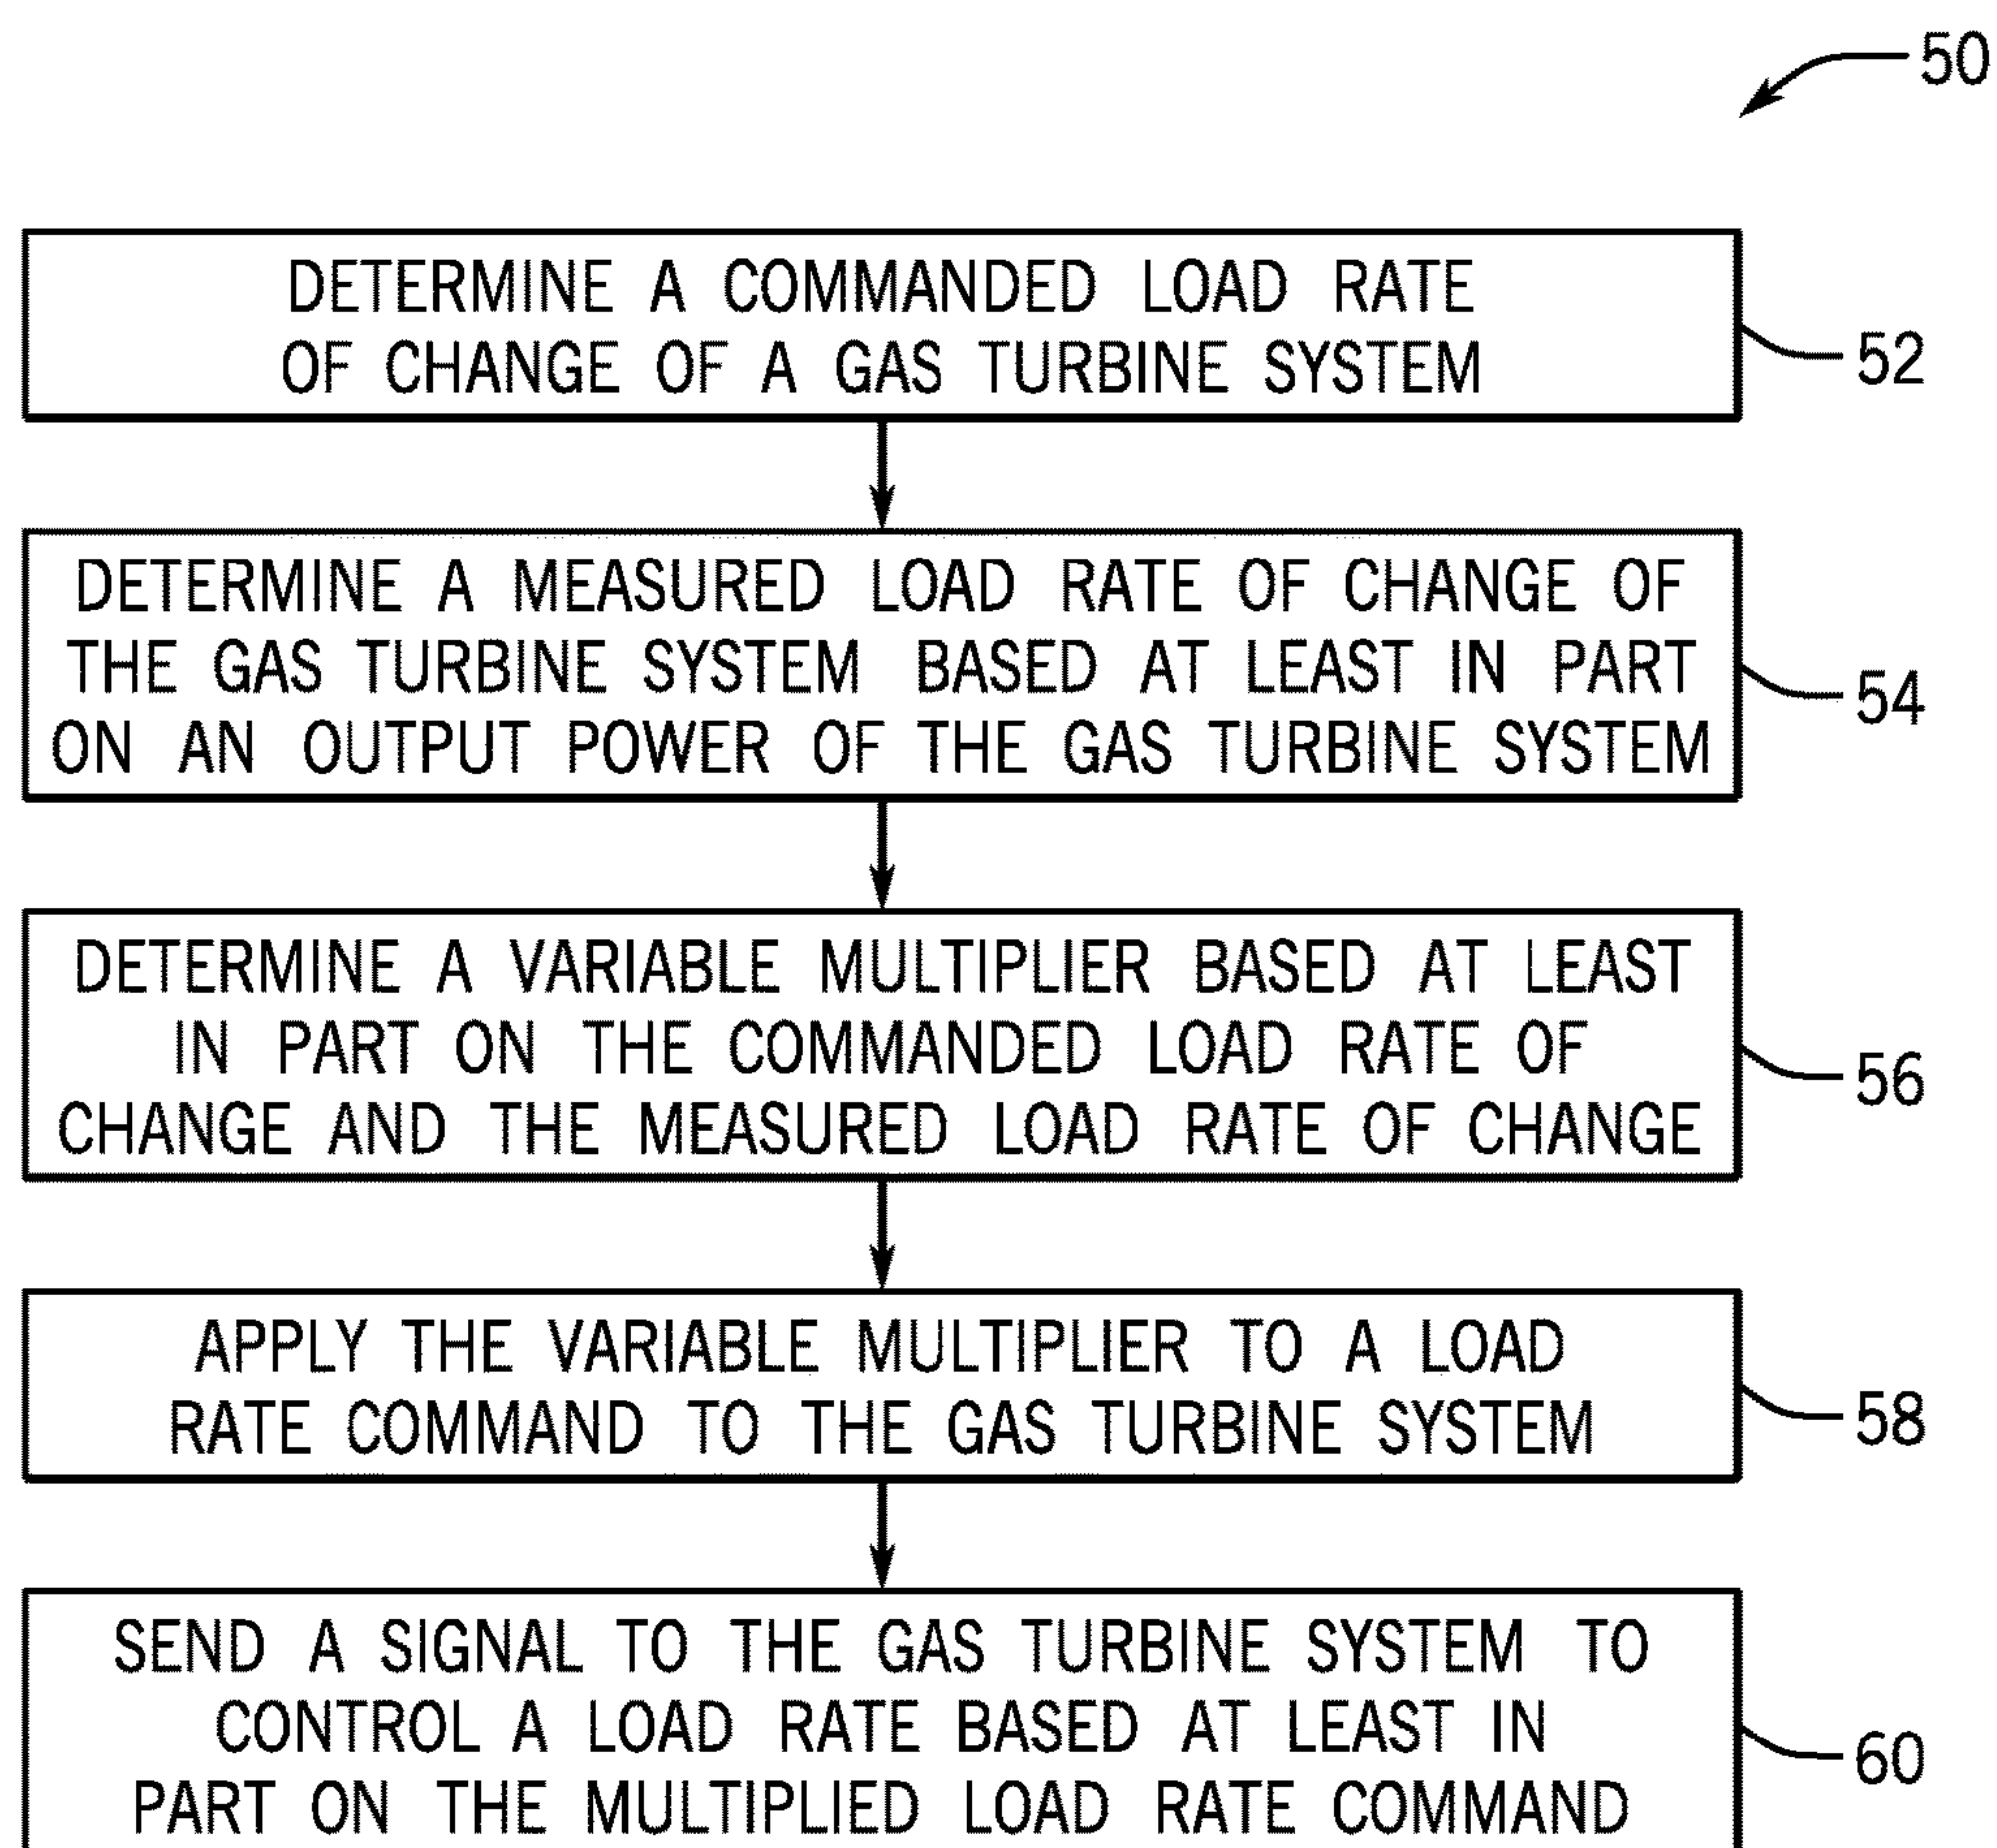 50
DETERMINE A COMMANDED LOAD RATE
OF CHANGE OF A GAS TURBINE SYSTEM
52
DETERMINE A MEASURED LOAD RATE OF CHANGE OF
THE GAS TURBINE SYSTEM BASED AT LEAST IN PART
ON AN OUTPUT POWER OF THE GAS TURBINE SYSTEM
54
DETERMINE A VARIABLE MULTIPLIER BASED AT LEAST
IN PART ON THE COMMANDED LOAD RATE OF
CHANGE AND THE MEASURED LOAD RATE OF CHANGE
56
APPLY THE VARIABLE MULTIPLIER TO A LOAD
RATE COMMAND TO THE GAS TURBINE SYSTEM
58
SEND A SIGNAL TO THE GAS TURBINE SYSTEM TO
CONTROL A LOAD RATE BASED AT LEAST IN
PART ON THE MULTIPLIED LOAD RATE COMMAND
60